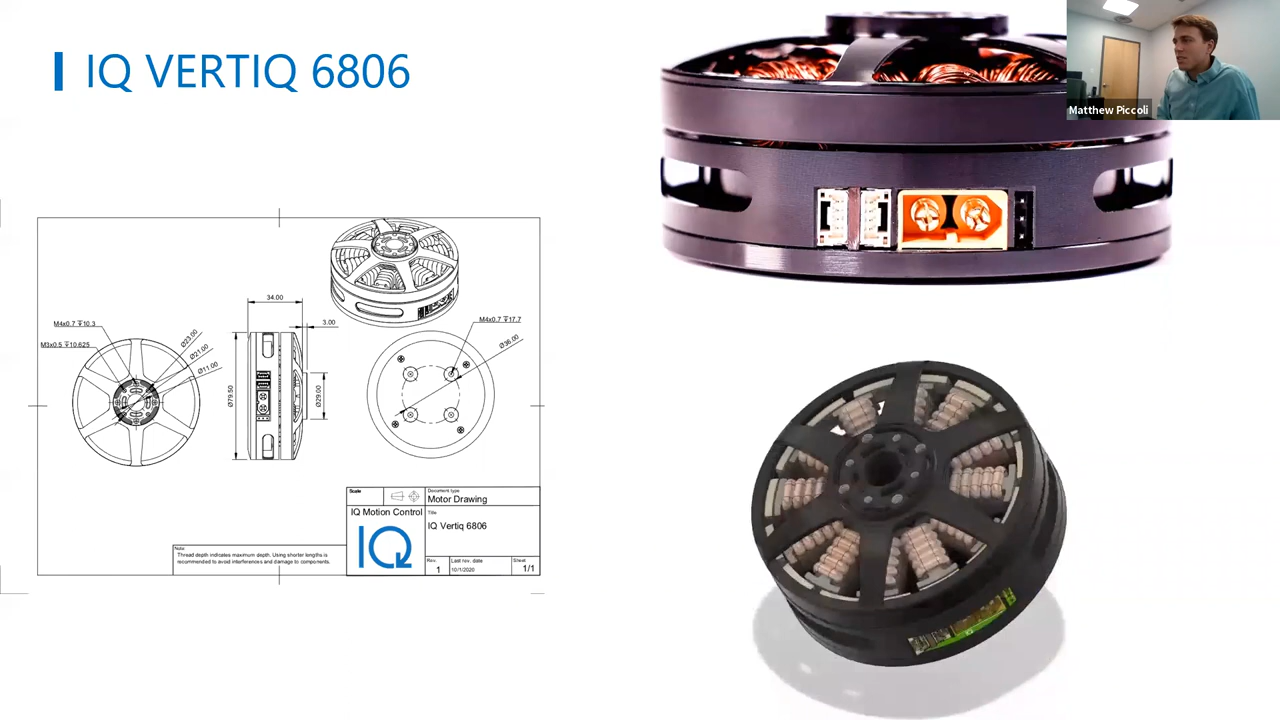 IQ VERTIQ 6806
Matthew Piccoli
34.00
3.00
M4x0.7 ↧10.3
M3x0.5 ↧10.625
Ø23.00
Ø21.00
Ø11.00
Ø79.50
Ø29.00
M4x0.7 ↧17.7
Ø36.00
Scale
Document type
Motor Drawing
IQ Motion Control
Title
IQ Vertiq 6806
IQ
Note:
Thread depth indicates maximum depth. Using shorter lengths is
recommended to avoid interferences and damage to components.
Rev.
1
Last rev. date
10/1/2020
Sheet
1/1